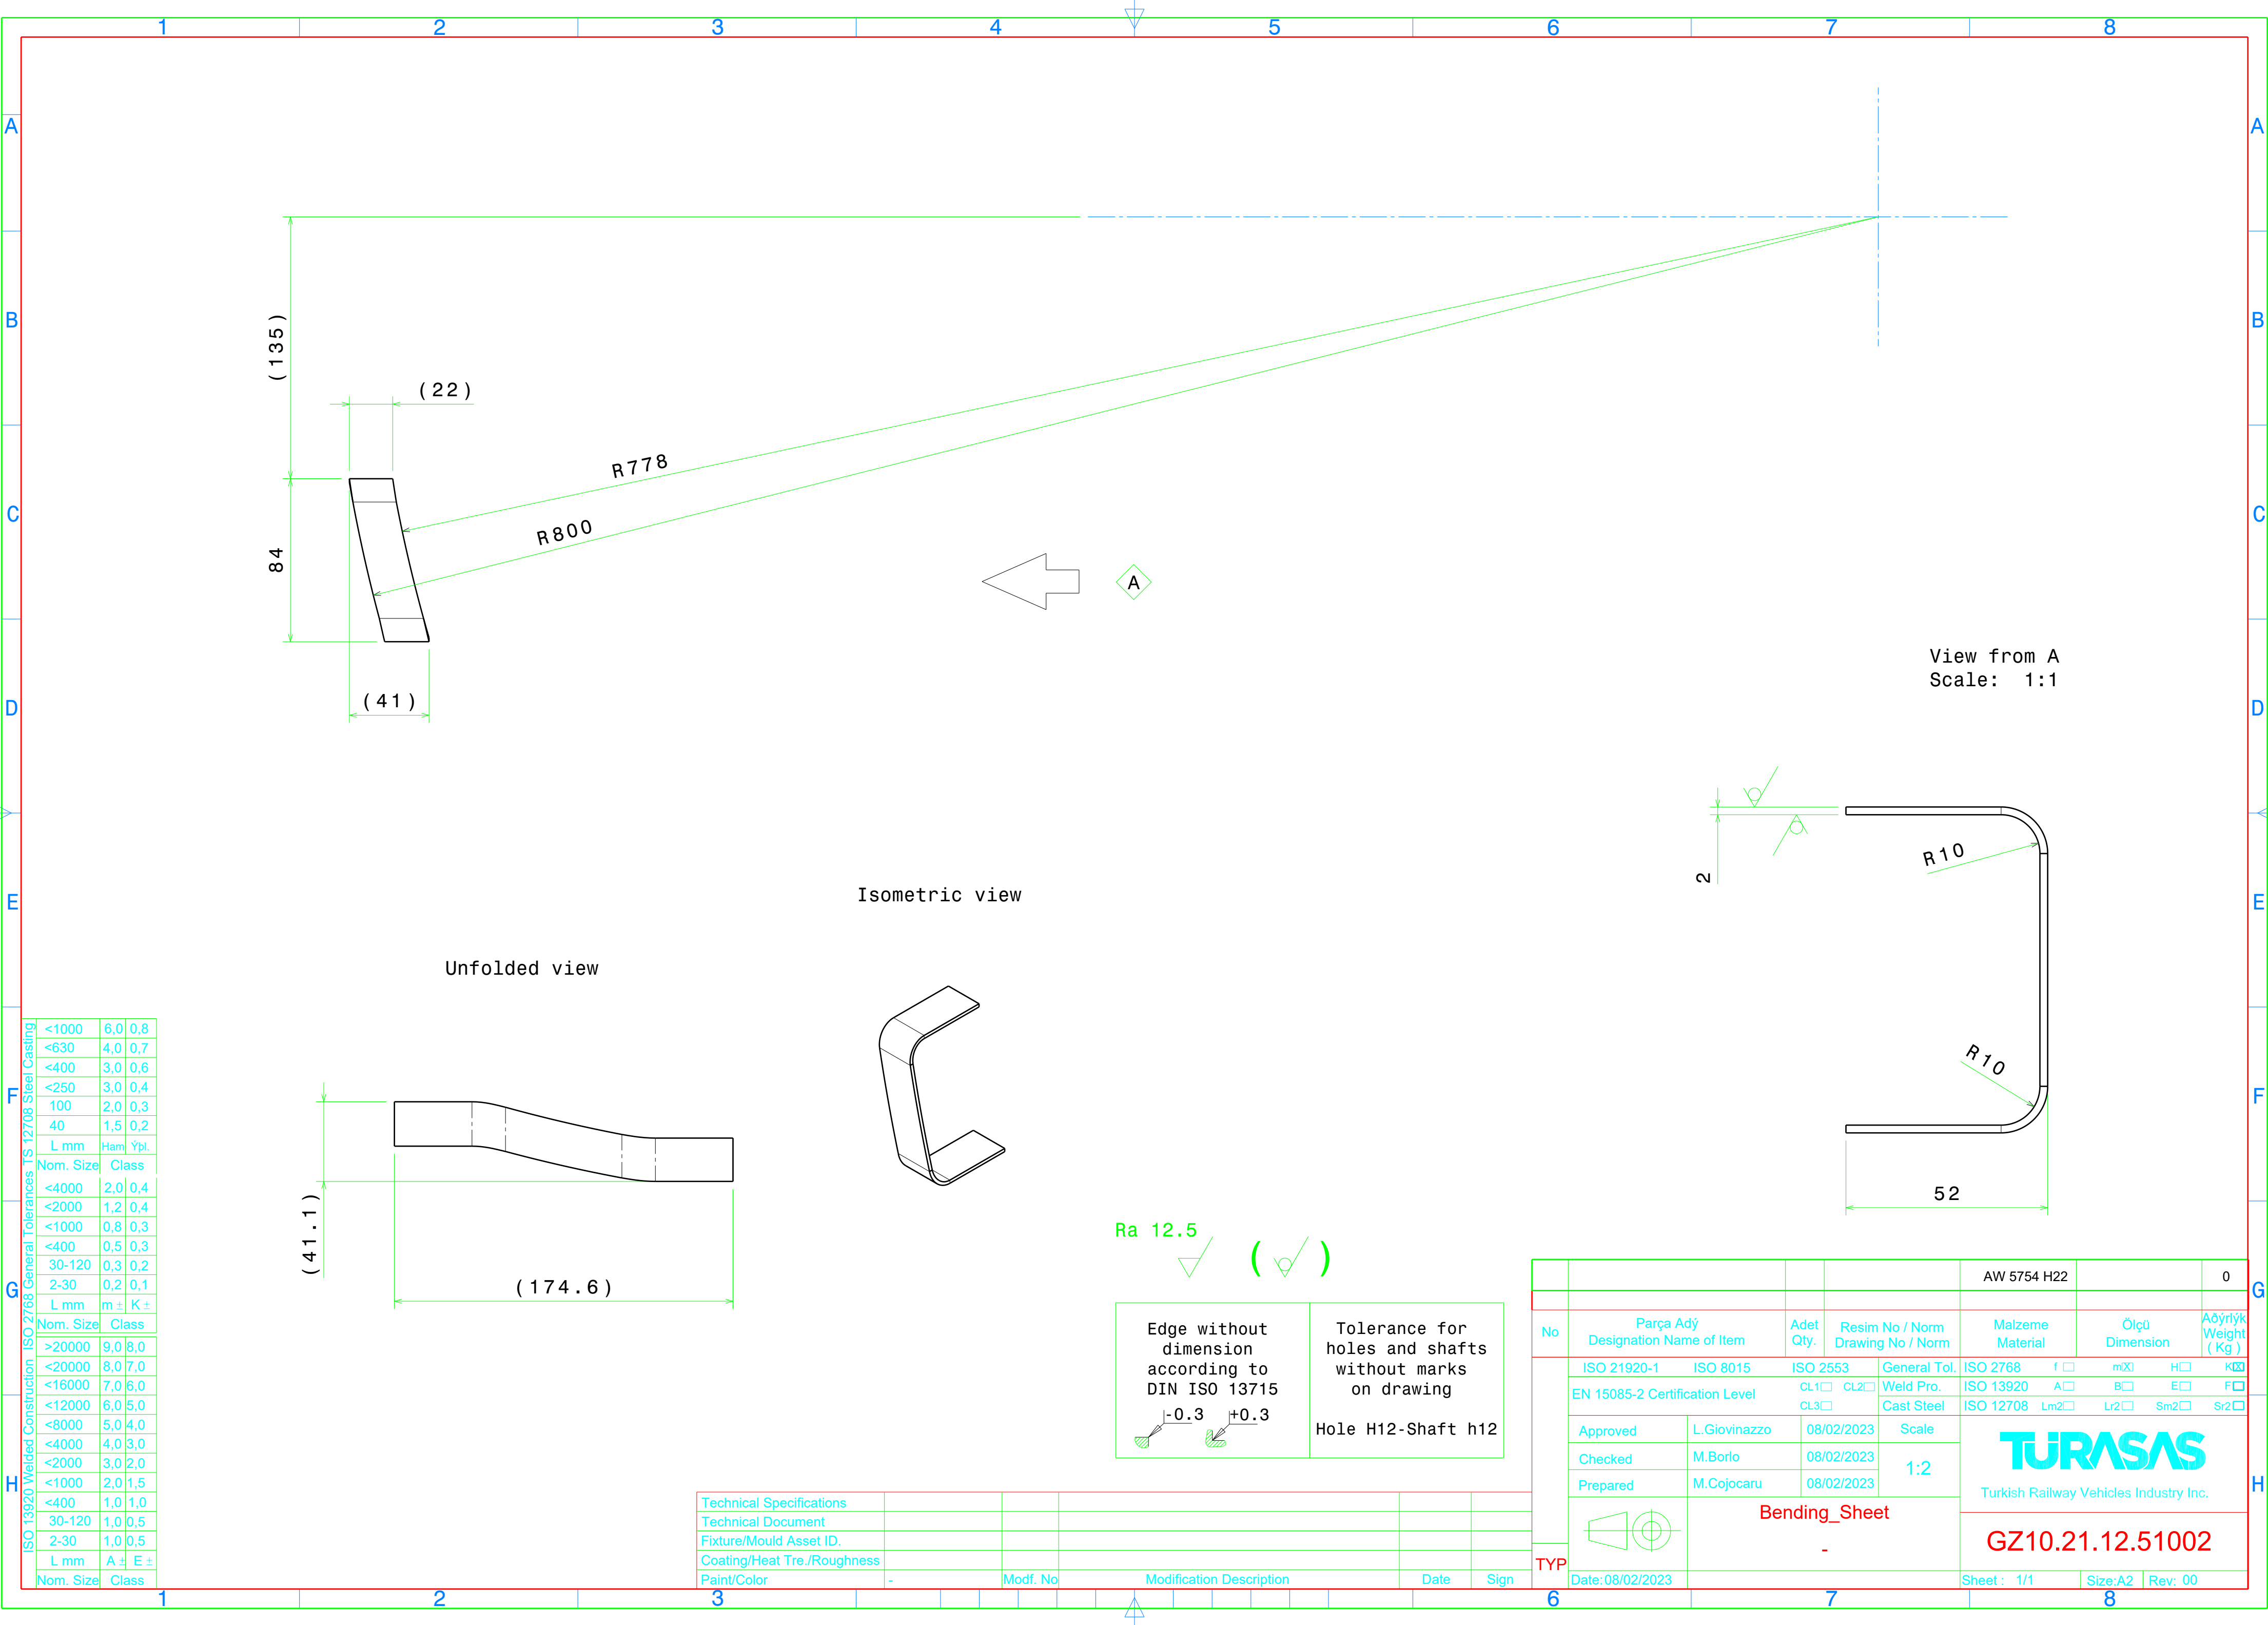 1 2 3 4 5 6 7 8
A A
B B
C C
D D
E E
F F
G G
H H
(135)
(22)
R778
R800
84
(41)
A
View from A
Scale: 1:1
2
R10
R10
52
Isometric view
Unfolded view
(41.1)
(174.6)
Ra 12.5
( )
Edge without
dimension
according to
DIN ISO 13715
-0.3 +0.3
Tolerance for
holes and shafts
without marks
on drawing
Hole H12-Shaft h12
ISO 13920 Welded Construction ISO 2768 General Tolerances TS 12708 Steel Casting
<1000 6,0 0,8
<630 4,0 0,7
<400 3,0 0,6
<250 3,0 0,4
100 2,0 0,3
40 1,5 0,2
L mm Ham Ýbl.
Nom. Size Class
<4000 2,0 0,4
<2000 1,2 0,4
<1000 0,8 0,3
<400 0,5 0,3
30-120 0,3 0,2
2-30 0,2 0,1
L mm m ± K ±
Nom. Size Class
>20000 9,0 8,0
<20000 8,0 7,0
<16000 7,0 6,0
<12000 6,0 5,0
<8000 5,0 4,0
<4000 4,0 3,0
<2000 3,0 2,0
<1000 2,0 1,5
<400 1,0 1,0
30-120 1,0 0,5
2-30 1,0 0,5
L mm A ± E ±
Nom. Size Class
Technical Specifications
Technical Document
Fixture/Mould Asset ID.
Coating/Heat Tre./Roughness
Paint/Color - Modf. No Modification Description Date Sign
AW 5754 H22 0
No Parça Adý Designation Name of Item Adet Qty. Resim No / Norm Drawing No / Norm Malzeme Material Ölçü Dimension Aðýrlýk Weight ( Kg )
ISO 21920-1 ISO 8015 ISO 2553 General Tol. ISO 2768 f m X H K X
EN 15085-2 Certification Level CL1 CL2 Weld Pro. ISO 13920 A B E F
CL3 Cast Steel ISO 12708 Lm2 Lr2 Sm2 Sr2
Approved L.Giovinazzo 08/02/2023 Scale
Checked M.Borlo 08/02/2023 1:2
Prepared M.Cojocaru 08/02/2023
TÜRASAS
Turkish Railway Vehicles Industry Inc.
Bending_Sheet
-
GZ10.21.12.51002
TYP
Date: 08/02/2023 Sheet : 1/1 Size:A2 Rev: 00
1 2 3 6 7 8